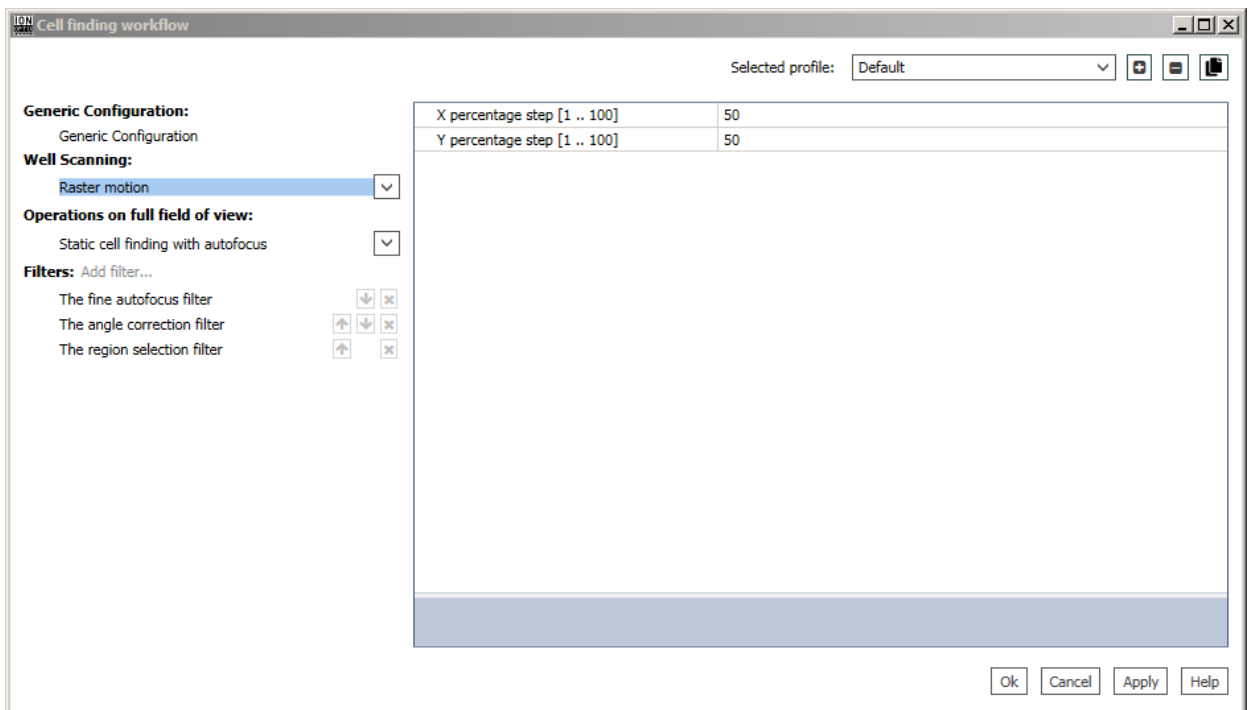 ION OPTIX Cell finding workflow
Selected profile: Default
Generic Configuration:
Generic Configuration
Well Scanning:
Raster motion
Operations on full field of view:
Static cell finding with autofocus
Filters: Add filter...
The fine autofocus filter
The angle correction filter
The region selection filter
X percentage step [1 .. 100] 50
Y percentage step [1 .. 100] 50
Ok Cancel Apply Help